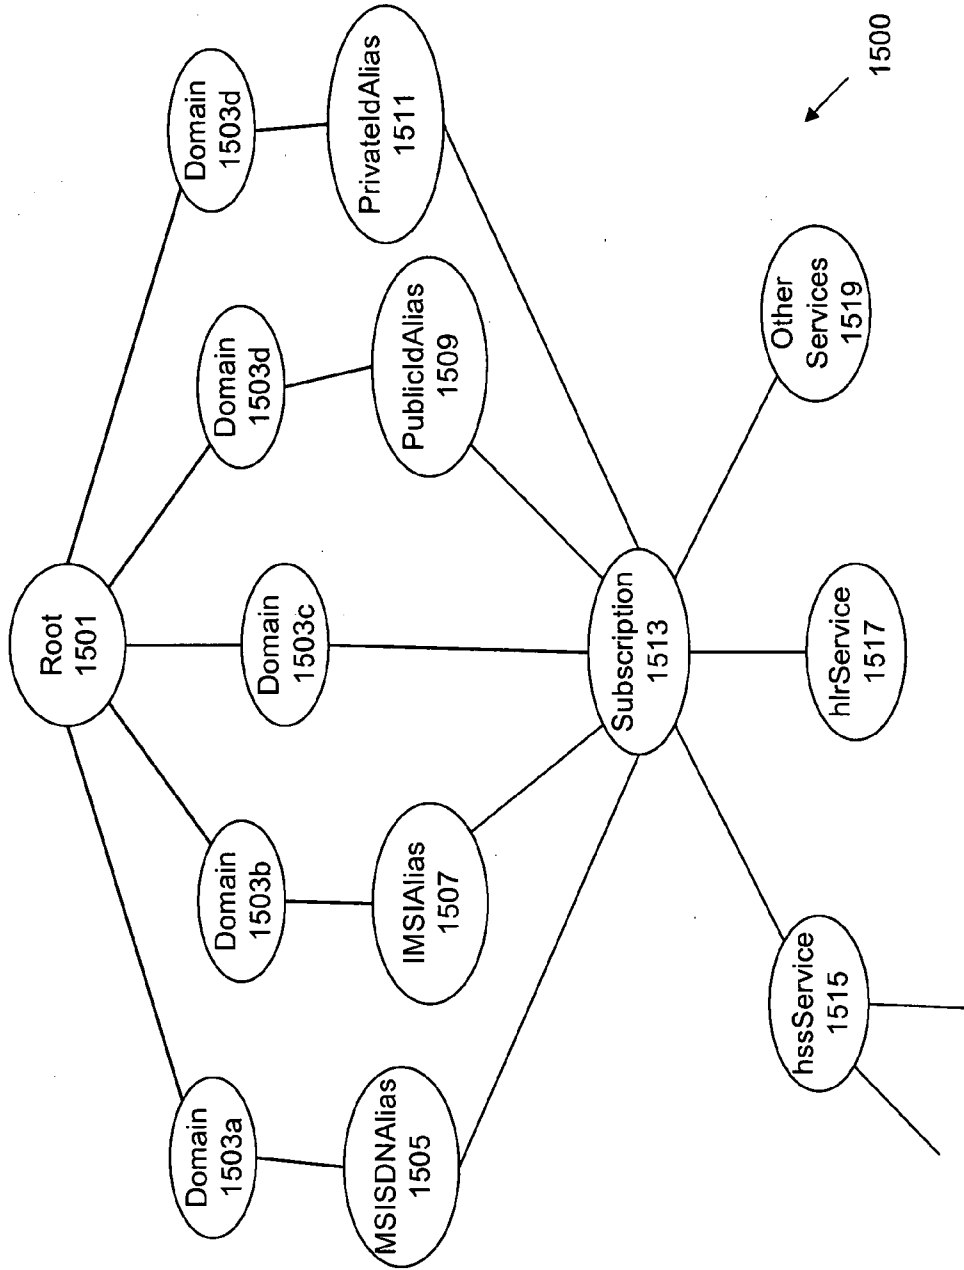 Root
1501
Domain
1503a
Domain
1503b
Domain
1503c
Domain
1503d
Domain
1503d
MSISDNAlias
1505
IMSIAlias
1507
PublicIdAlias
1509
PrivateIdAlias
1511
Subscription
1513
hssService
1515
hlrService
1517
Other
Services
1519
1500